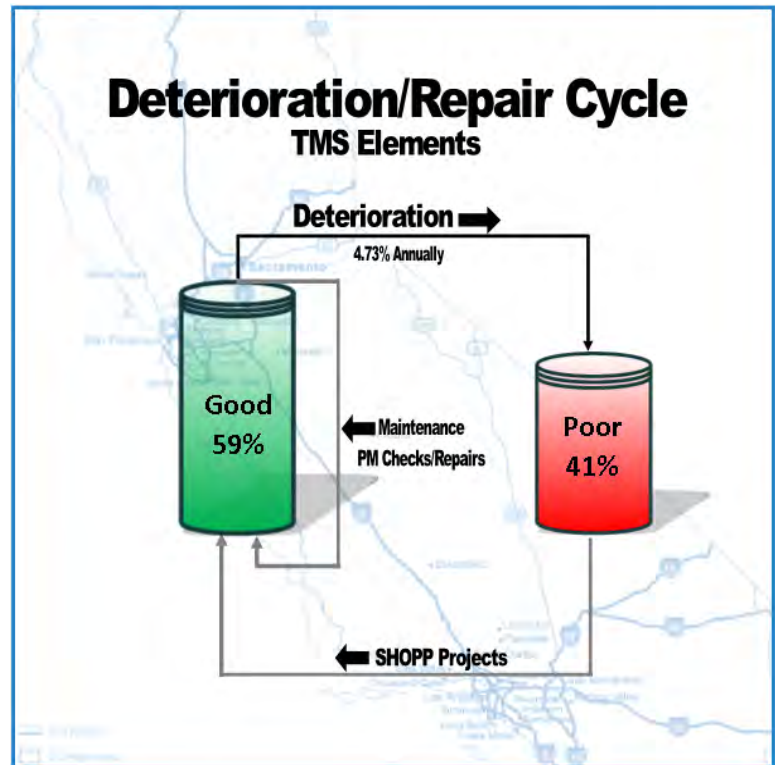 Deterioration/Repair Cycle
TMS Elements
Deterioration
4.73% Annually
Sacramento
Good
59%
Maintenance
PM Checks/Repairs
Poor
41%
SHOPP Projects